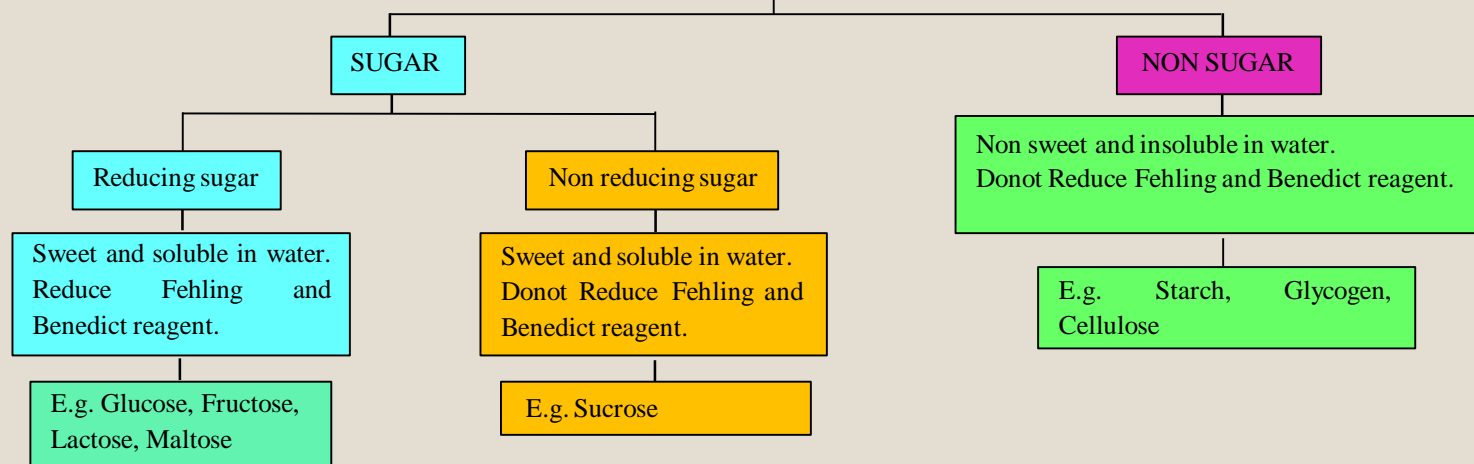 SUGAR
NON SUGAR
Reducing sugar
Non reducing sugar
Non sweet and insoluble in water.
Donot Reduce Fehling and Benedict reagent.
Sweet and soluble in water.
Reduce Fehling and
Benedict reagent.
Sweet and soluble in water.
Donot Reduce Fehling and
Benedict reagent.
E.g. Starch, Glycogen,
Cellulose
E.g. Glucose, Fructose,
Lactose, Maltose
E.g. Sucrose